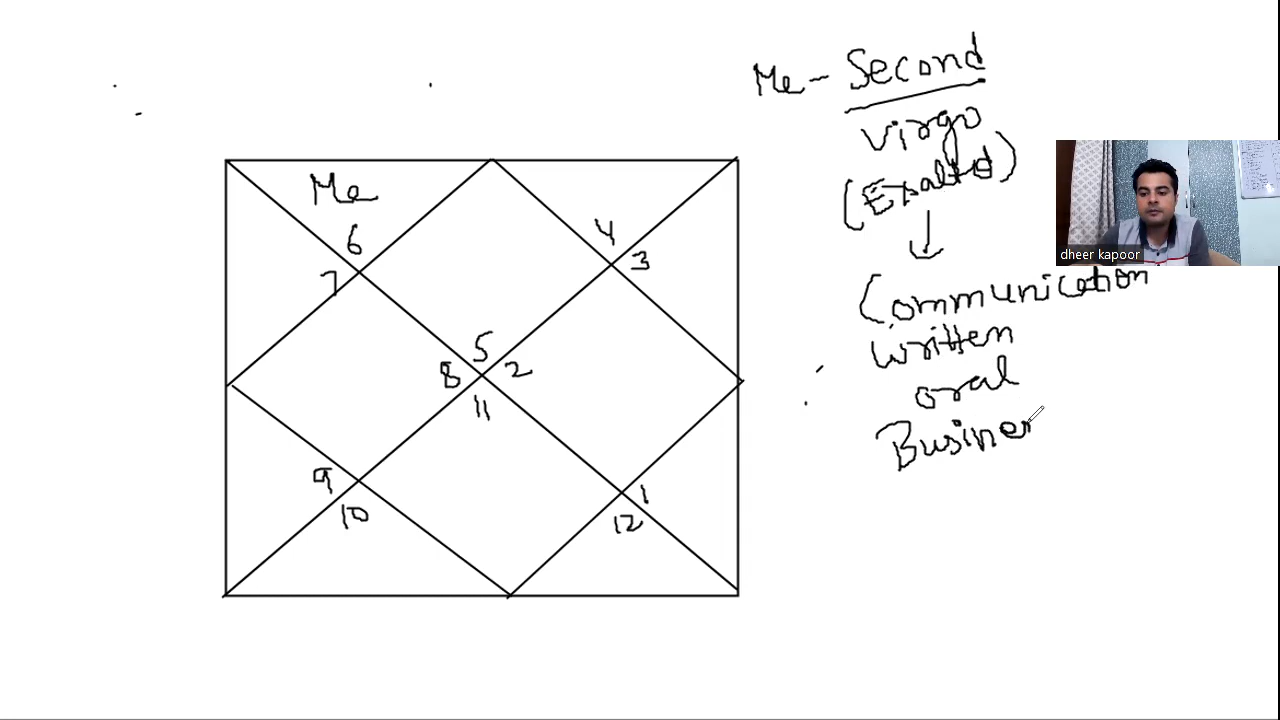 Me - Second
Virgo
(Exalted)
Communication
written
oral
Busines
Me
6
7
4
3
5
8
2
11
9
10
1
12
dheer kapoor